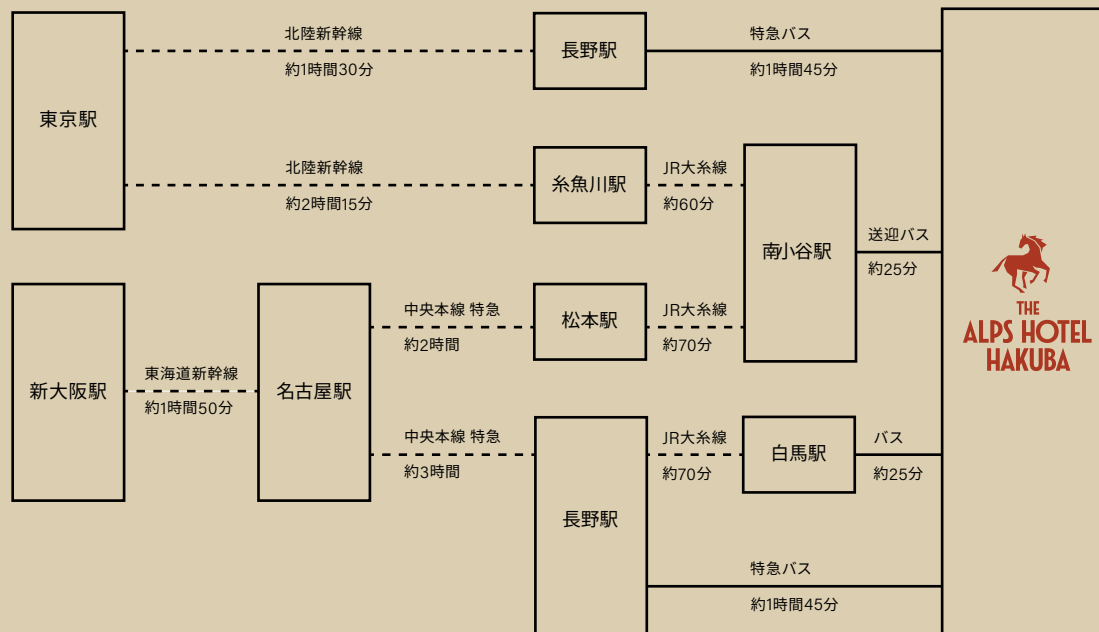 東京駅
北陸新幹線
約1時間30分
長野駅
特急バス
約1時間45分
北陸新幹線
約2時間15分
糸魚川駅
JR大糸線
約60分
南小谷駅
送迎バス
約25分
新大阪駅
東海道新幹線
約1時間50分
名古屋駅
中央本線 特急
約2時間
松本駅
JR大糸線
約70分
中央本線 特急
約3時間
長野駅
JR大糸線
約70分
白馬駅
バス
約25分
特急バス
約1時間45分
THE
ALPS HOTEL
HAKUBA